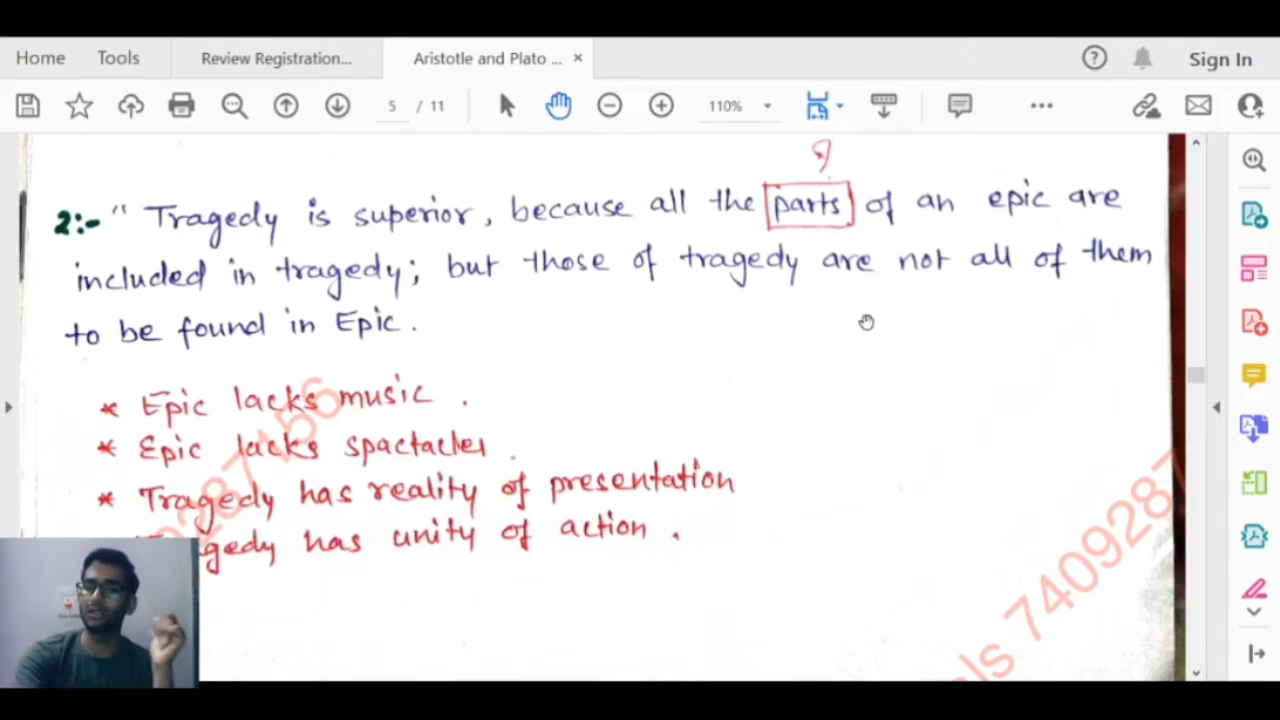 Home Tools Review Registration... Aristotle and Plato ... × Sign In
5 / 11 110%
2:- " Tragedy is superior, because all the parts of an epic are
included in tragedy; but those of tragedy are not all of them
to be found in Epic.
* Epic lacks music .
* Epic lacks spactacles
* Tragedy has reality of presentation
gedy has unity of action .
9287156
7409287
ls